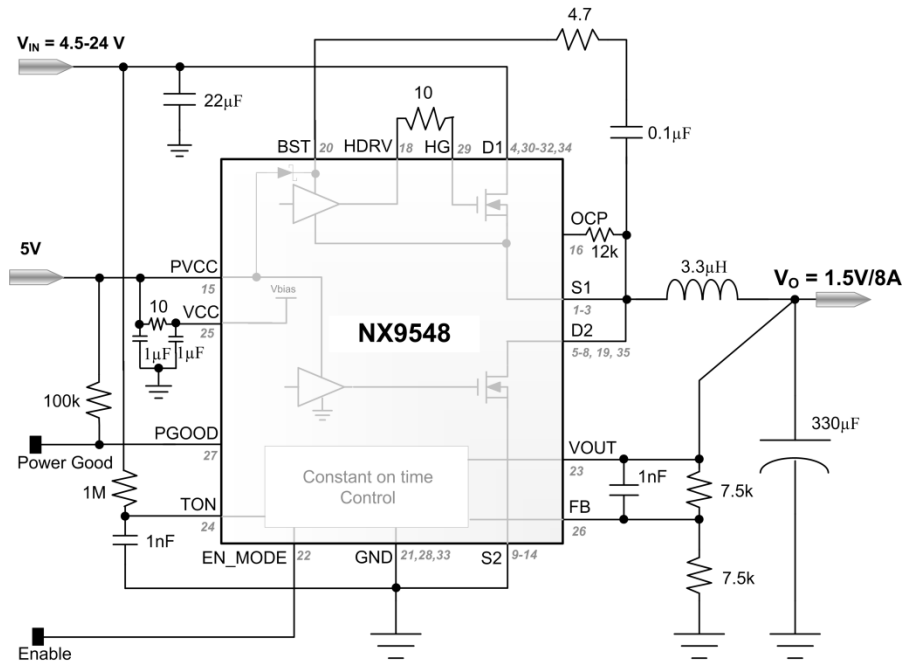 4.7
V_IN = 4.5-24 V
22µF
10
0.1µF
BST 20 HDRV 18 HG 29 D1 4,30-32,34
OCP
16 12k
5V
PVCC
15
Vbias
3.3µH
V_O = 1.5V/8A
S1
1-3
10 VCC
25
NX9548
D2
5-8, 19, 35
1µF 1µF
100k
330µF
PGOOD
27
Power Good
Constant on time
Control
VOUT
23
1nF
7.5k
1M
TON
24
FB
26
1nF
EN_MODE 22 GND 21,28,33 S2 9-14
7.5k
Enable